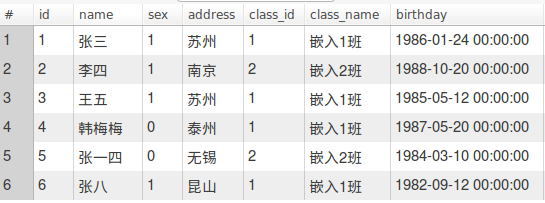 # id name sex address class_id class_name birthday
1 1 张三 1 苏州 1 嵌入1班 1986-01-24 00:00:00
2 2 李四 1 南京 2 嵌入2班 1988-10-20 00:00:00
3 3 王五 1 苏州 1 嵌入1班 1985-05-12 00:00:00
4 4 韩梅梅 0 泰州 1 嵌入1班 1987-05-20 00:00:00
5 5 张一四 0 无锡 2 嵌入2班 1984-03-10 00:00:00
6 6 张八 1 昆山 1 嵌入1班 1982-09-12 00:00:00